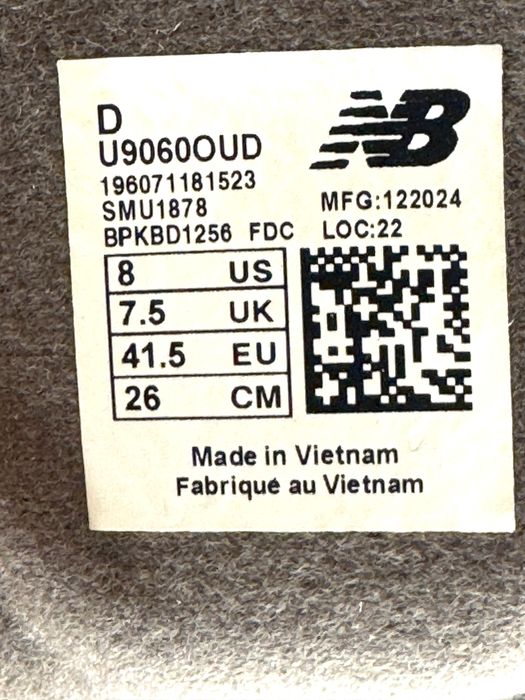 D
U9060OUD
196071181523
SMU1878
BPKBD1256 FDC
NB
MFG:122024
LOC:22
8 US
7.5 UK
41.5 EU
26 CM
Made in Vietnam
Fabriqué au Vietnam